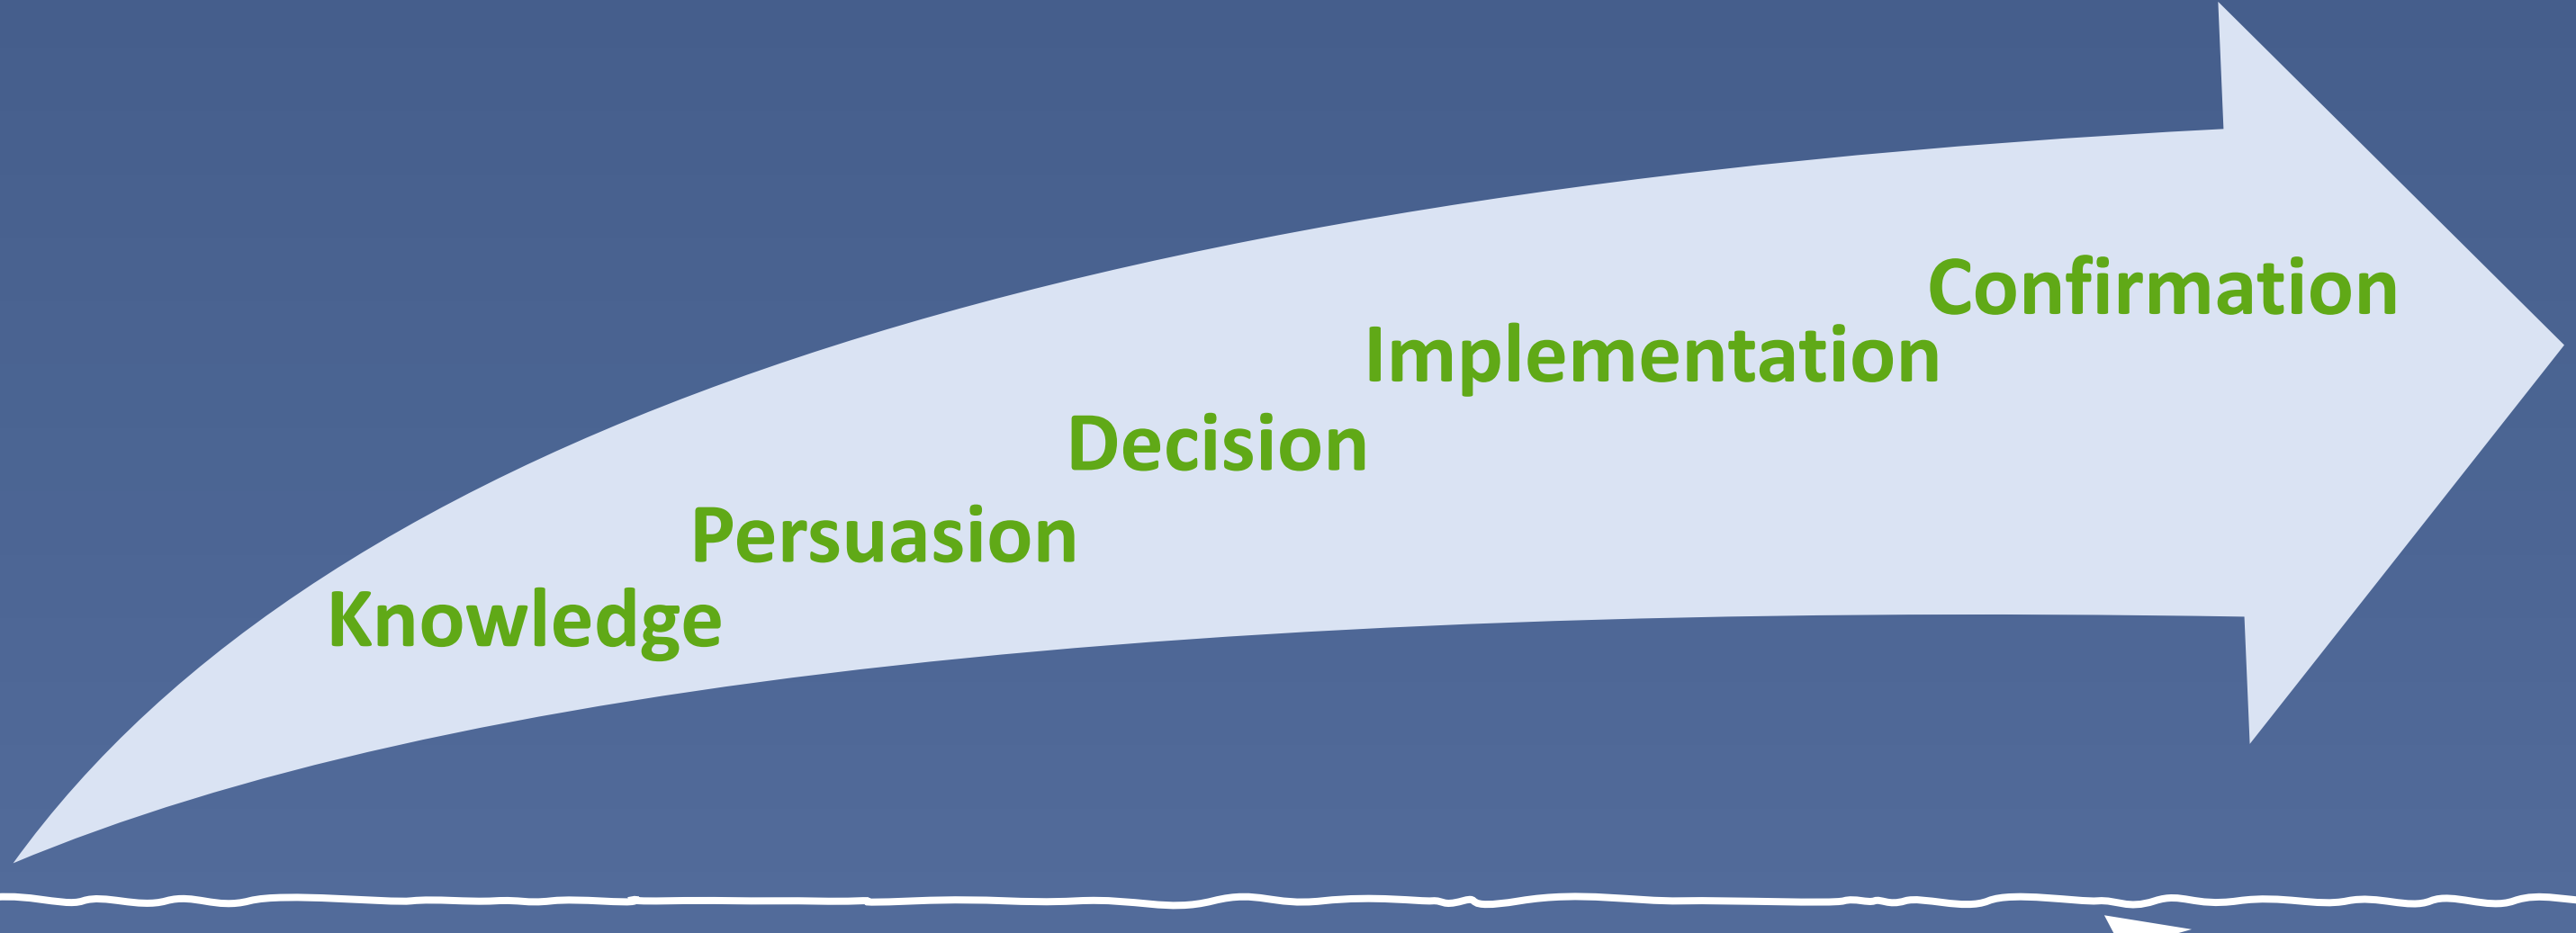 Knowledge
Persuasion
Decision
Implementation
Confirmation